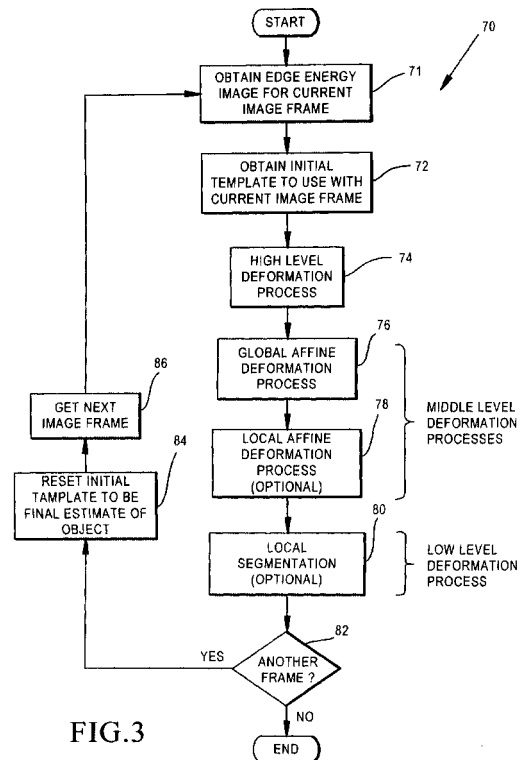 START
70
OBTAIN EDGE ENERGY
IMAGE FOR CURRENT
IMAGE FRAME
71
OBTAIN INITIAL
TEMPLATE TO USE WITH
CURRENT IMAGE FRAME
72
HIGH LEVEL
DEFORMATION
PROCESS
74
GLOBAL AFFINE
DEFORMATION
PROCESS
76
LOCAL AFFINE
DEFORMATION
PROCESS
(OPTIONAL)
78
MIDDLE LEVEL
DEFORMATION
PROCESSES
GET NEXT
IMAGE FRAME
86
RESET INITIAL
TAMPLATE TO BE
FINAL ESTIMATE OF
OBJECT
84
LOCAL
SEGMENTATION
(OPTIONAL)
80
LOW LEVEL
DEFORMATION
PROCESS
ANOTHER
FRAME ?
82
YES
NO
END
FIG.3